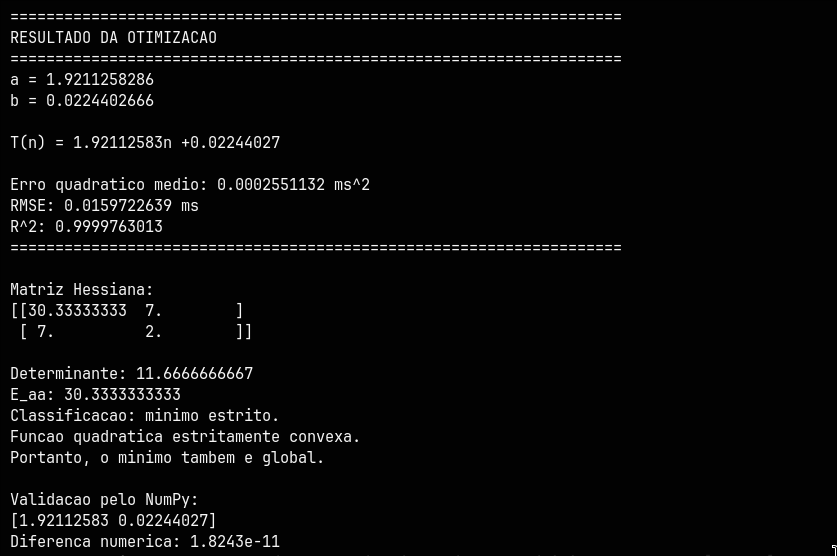 ====================================================================
RESULTADO DA OTIMIZACAO
====================================================================
a = 1.9211258286
b = 0.0224402666
T(n) = 1.92112583n +0.02244027
Erro quadratico medio: 0.0002551132 ms^2
RMSE: 0.0159722639 ms
R^2: 0.9999763013
====================================================================
Matriz Hessiana:
[[30.33333333  7.        ]
 [ 7.          2.        ]]
Determinante: 11.6666666667
E_aa: 30.3333333333
Classificacao: minimo estrito.
Funcao quadratica estritamente convexa.
Portanto, o minimo tambem e global.
Validacao pelo NumPy:
[1.92112583 0.02244027]
Diferenca numerica: 1.8243e-11